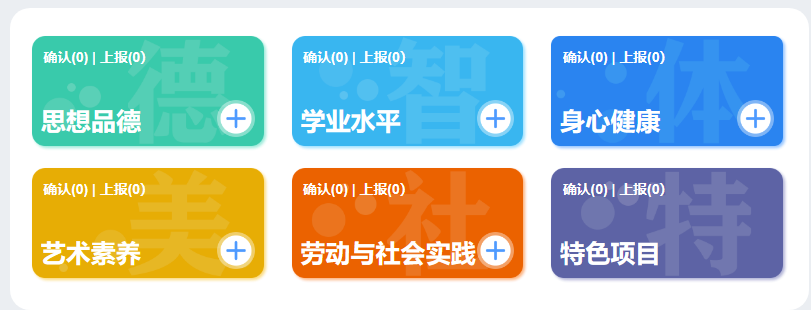 确认(0) | 上报(0)
德
思想品德
确认(0) | 上报(0)
智
学业水平
确认(0) | 上报(0)
体
身心健康
确认(0) | 上报(0)
美
艺术素养
确认(0) | 上报(0)
社
劳动与社会实践
确认(0) | 上报(0)
特
特色项目